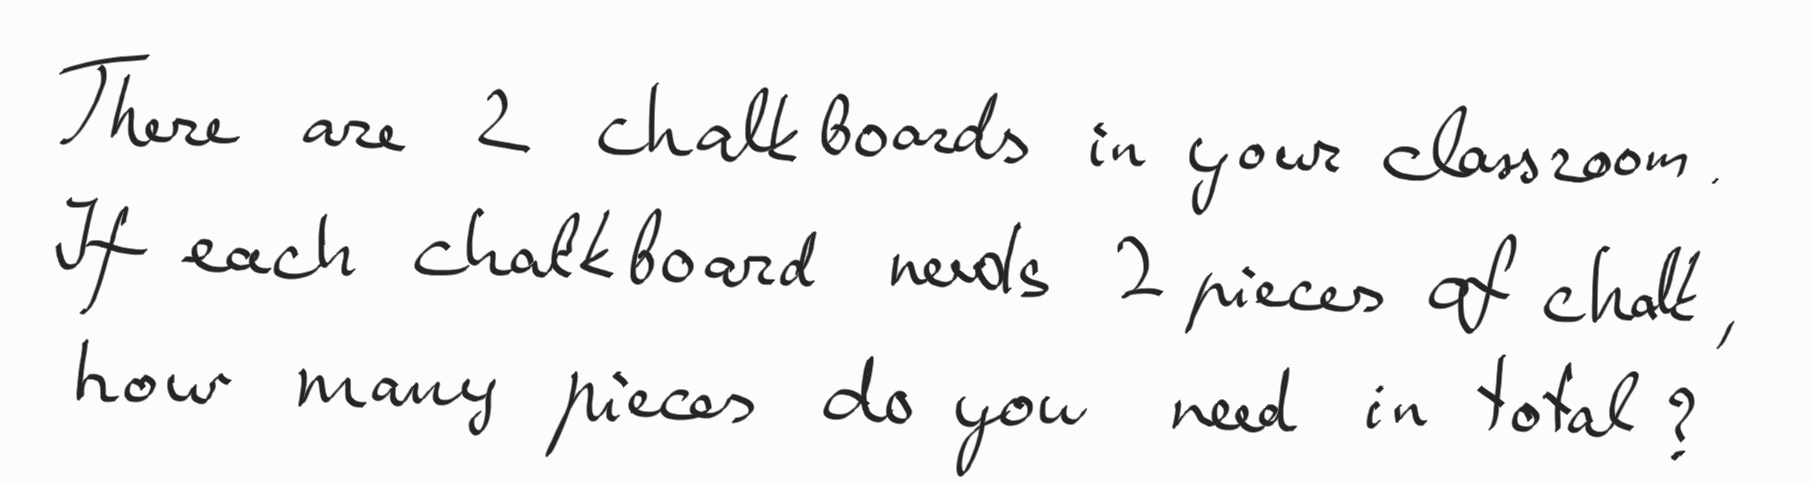 There are 2 chalkboards in your classroom.
If each chalkboard needs 2 pieces of chalk,
how many pieces do you need in total?